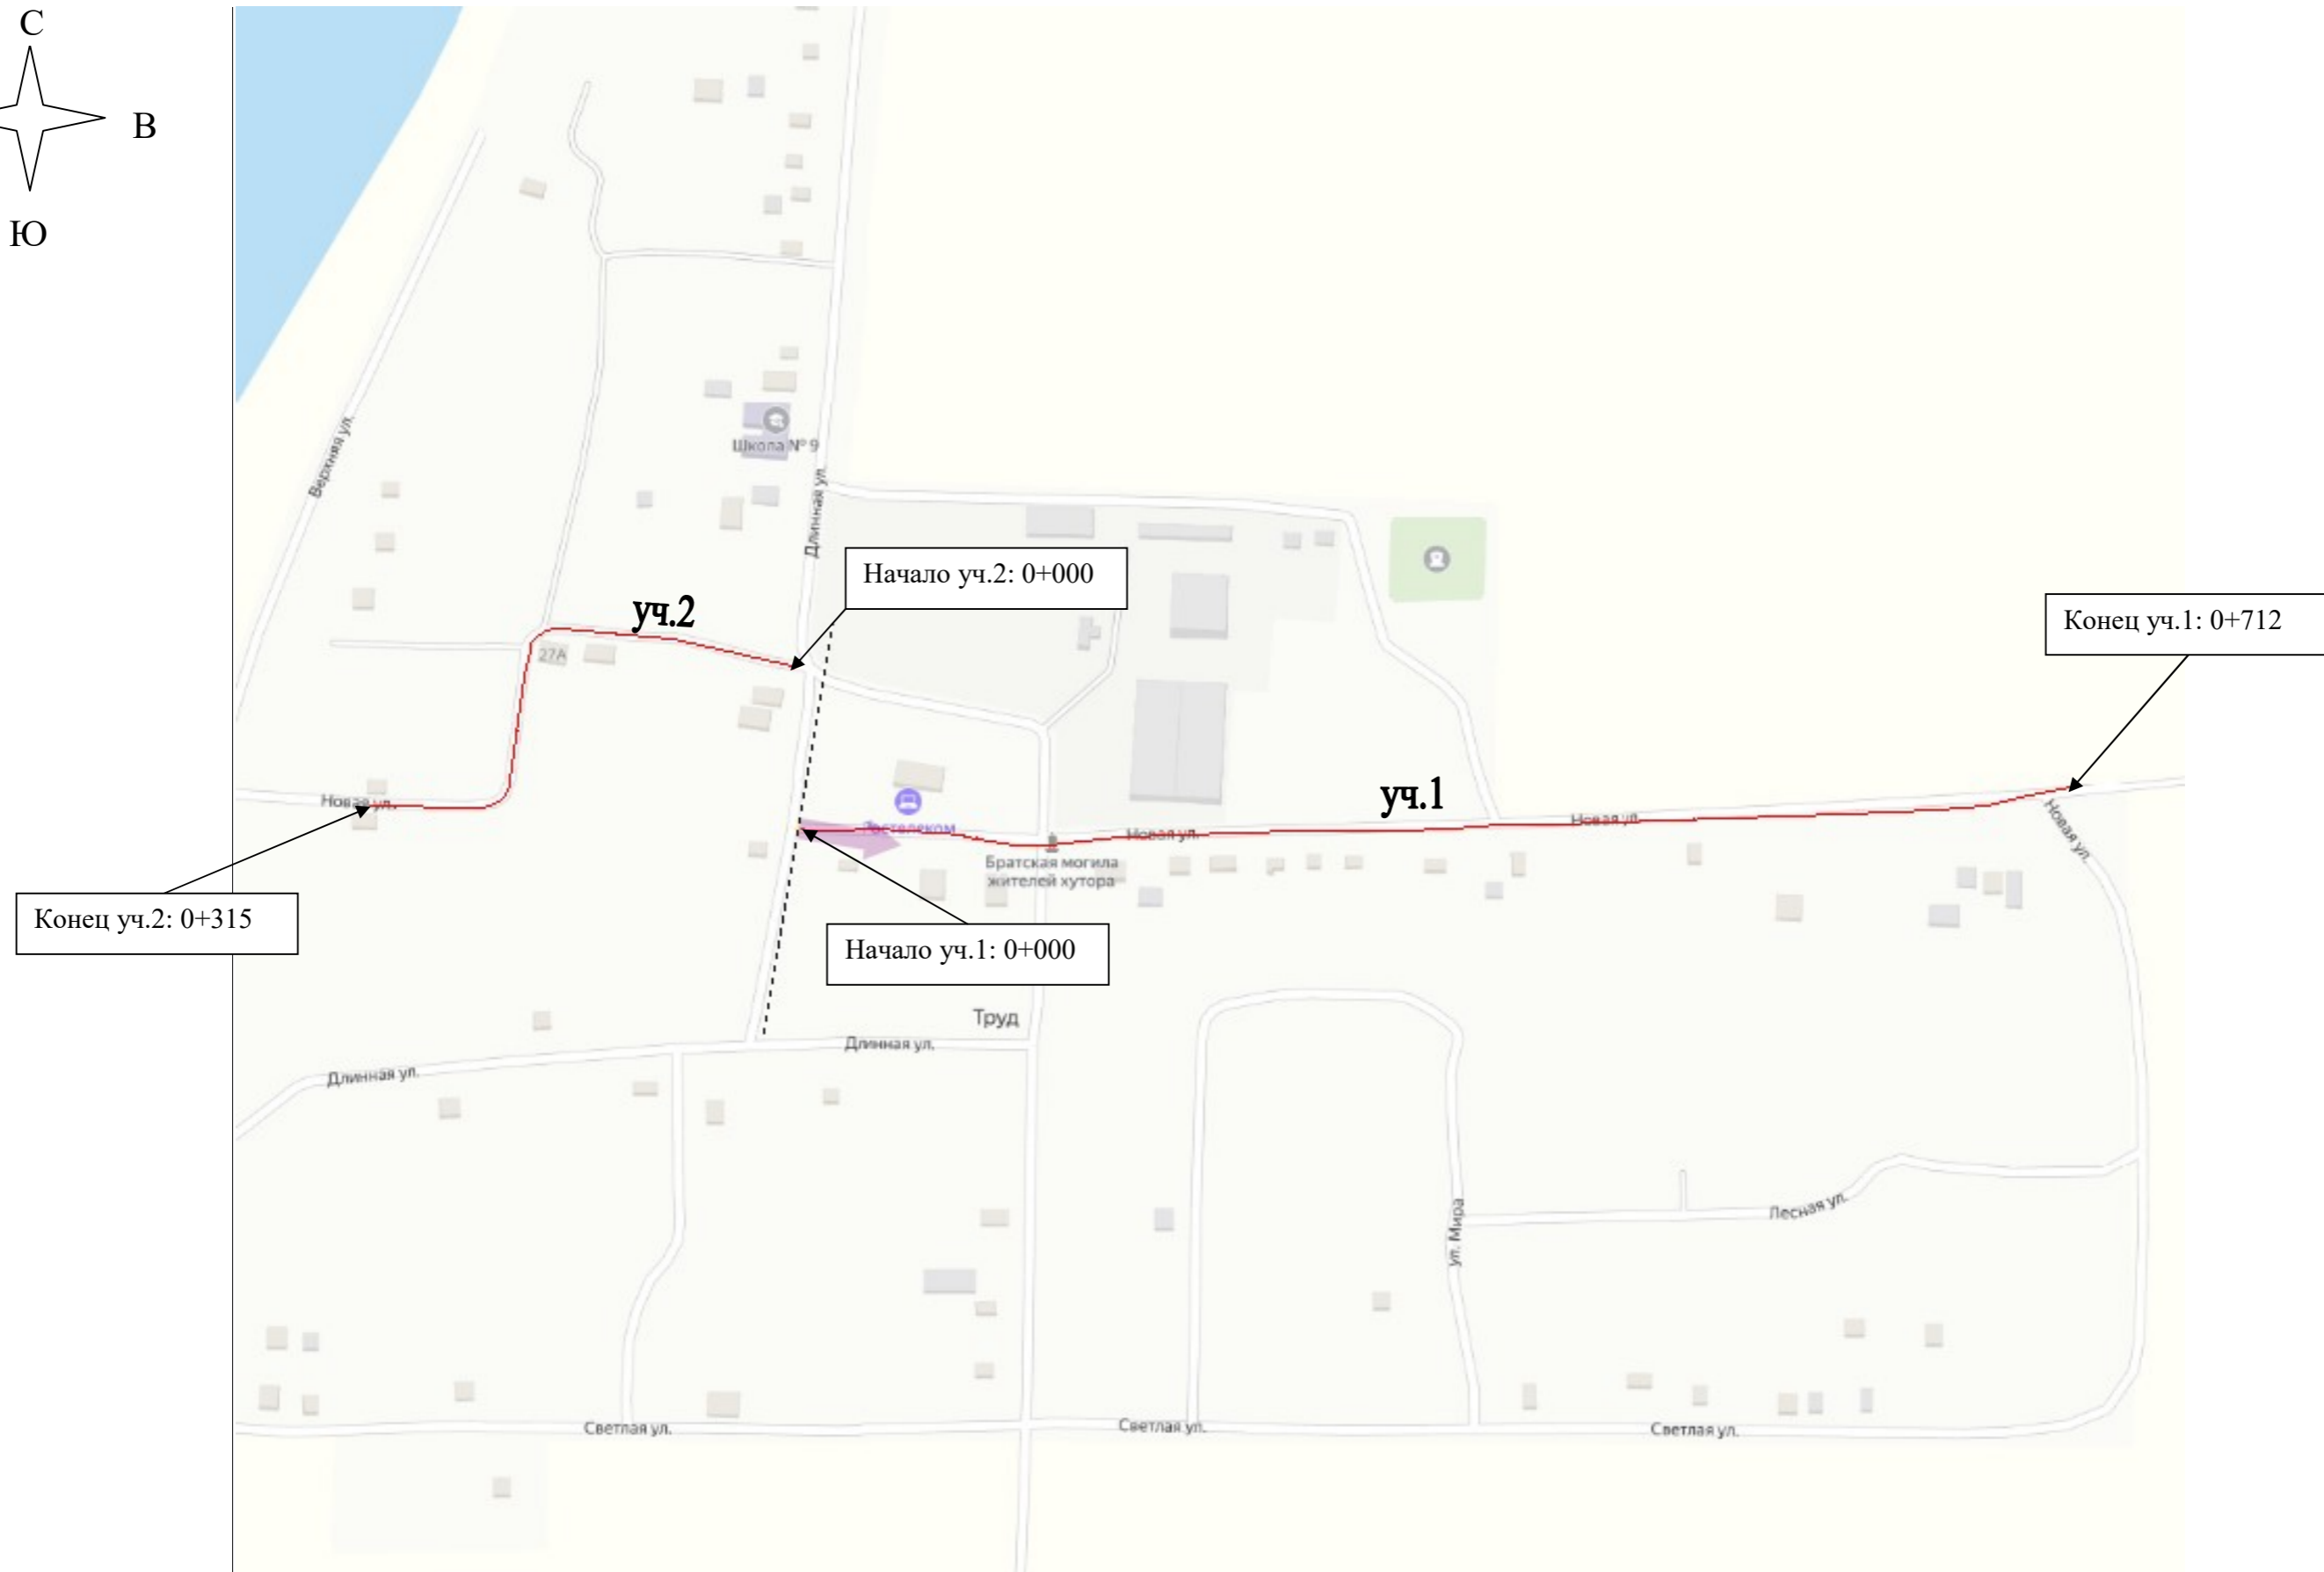 С
В
Ю
Верхняя ул.
Школа № 9
Длинная ул.
Начало уч.2: 0+000
уч.2
Конец уч.1: 0+712
27А
уч.1
Новая ул.
Ростелеком
Новая ул.
Новая ул.
Новая ул.
Братская могила
жителей хутора
Конец уч.2: 0+315
Начало уч.1: 0+000
Труд
Длинная ул.
Длинная ул.
ул. Мира
Лесная ул.
Светлая ул.
Светлая ул.
Светлая ул.